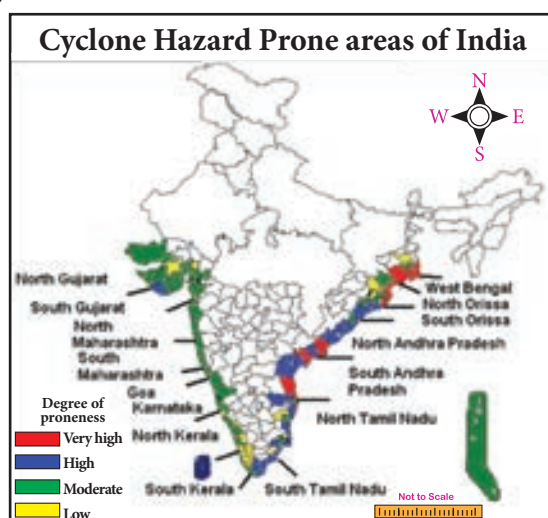 Cyclone Hazard Prone areas of India
N
W
E
S
North Gujarat
South Gujarat
North
Maharashtra
South
Maharashtra
Goa
Karnataka
North Kerala
South Kerala
South Tamil Nadu
North Tamil Nadu
South Andhra
Pradesh
North Andhra Pradesh
South Orissa
North Orissa
West Bengal
Degree of
proneness
Very high
High
Moderate
Low
Not to Scale